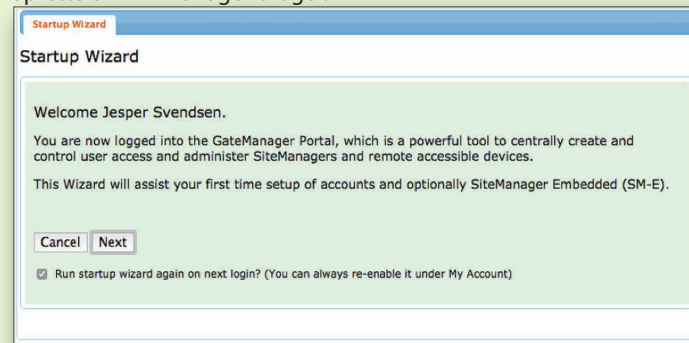 Startup Wizard
Startup Wizard
Welcome Jesper Svendsen.
You are now logged into the GateManager Portal, which is a powerful tool to centrally create and
control user access and administer SiteManagers and remote accessible devices.
This Wizard will assist your first time setup of accounts and optionally SiteManager Embedded (SM-E).
Cancel Next
Run startup wizard again on next login? (You can always re-enable it under My Account)